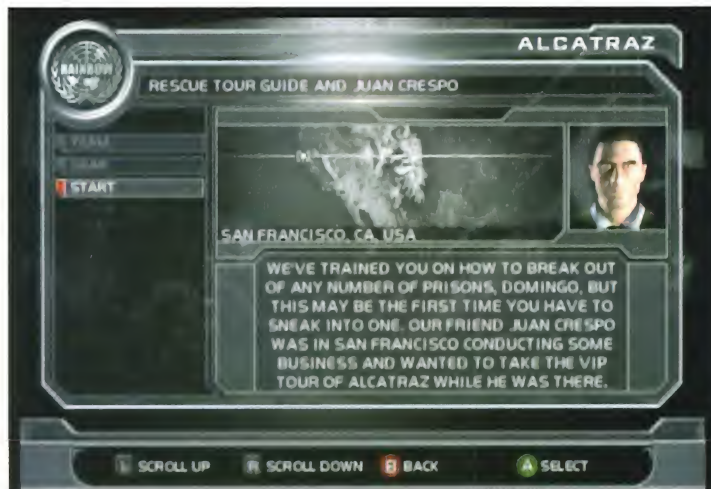 ALCATRAZ
RAINBOW
RESCUE TOUR GUIDE AND JUAN CRESPO
TEAM
GEAR
START
SAN FRANCISCO, CA, USA
WE'VE TRAINED YOU ON HOW TO BREAK OUT
OF ANY NUMBER OF PRISONS, DOMINGO, BUT
THIS MAY BE THE FIRST TIME YOU HAVE TO
SNEAK INTO ONE. OUR FRIEND JUAN CRESPO
WAS IN SAN FRANCISCO CONDUCTING SOME
BUSINESS AND WANTED TO TAKE THE VIP
TOUR OF ALCATRAZ WHILE HE WAS THERE.
L SCROLL UP R SCROLL DOWN B BACK A SELECT